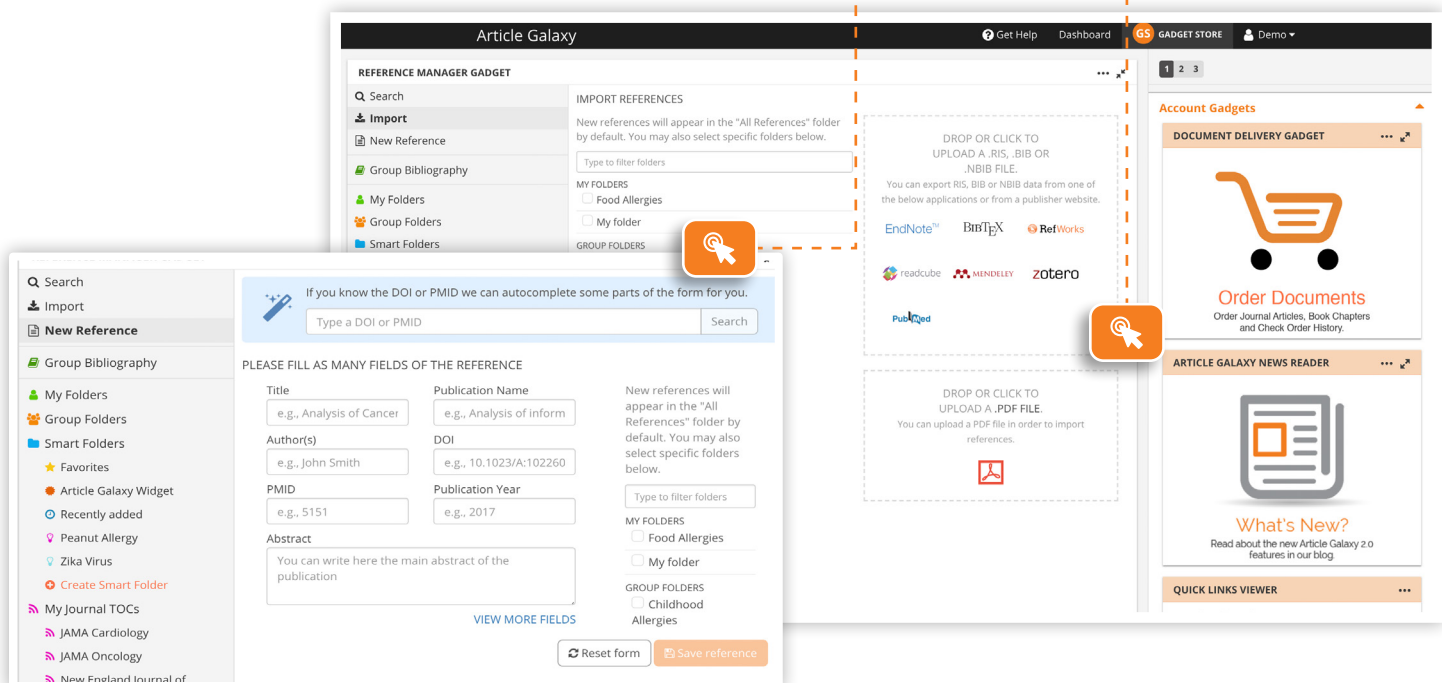 Article Galaxy
Get Help
Dashboard
GS GADGET STORE
Demo
REFERENCE MANAGER GADGET
Search
Import
New Reference
Group Bibliography
My Folders
Group Folders
Smart Folders
IMPORT REFERENCES
New references will appear in the "All References" folder
by default. You may also select specific folders below.
Type to filter folders
MY FOLDERS
Food Allergies
My folder
GROUP FOLDERS
DROP OR CLICK TO
UPLOAD A .RIS, .BIB OR
.NBIB FILE.
You can export RIS, BIB or NBIB data from one of
the below applications or from a publisher website.
EndNote™
BIBTEX
RefWorks
readcube
MENDELEY
zotero
PubMed
DROP OR CLICK TO
UPLOAD A .PDF FILE.
You can upload a PDF file in order to import
references.
1 2 3
Account Gadgets
DOCUMENT DELIVERY GADGET
Order Documents
Order Journal Articles, Book Chapters
and Check Order History.
ARTICLE GALAXY NEWS READER
What's New?
Read about the new Article Galaxy 2.0
features in our blog.
QUICK LINKS VIEWER
Search
Import
New Reference
Group Bibliography
My Folders
Group Folders
Smart Folders
Favorites
Article Galaxy Widget
Recently added
Peanut Allergy
Zika Virus
Create Smart Folder
My Journal TOCs
JAMA Cardiology
JAMA Oncology
New England Journal of
If you know the DOI or PMID we can autocomplete some parts of the form for you.
Type a DOI or PMID
Search
PLEASE FILL AS MANY FIELDS OF THE REFERENCE
Title
e.g., Analysis of Cancer
Publication Name
e.g., Analysis of inform
Author(s)
e.g., John Smith
DOI
e.g., 10.1023/A:102260
PMID
e.g., 5151
Publication Year
e.g., 2017
Abstract
You can write here the main abstract of the
publication
VIEW MORE FIELDS
New references will
appear in the "All
References" folder by
default. You may also
select specific folders
below.
Type to filter folders
MY FOLDERS
Food Allergies
My folder
GROUP FOLDERS
Childhood
Allergies
Reset form
Save reference